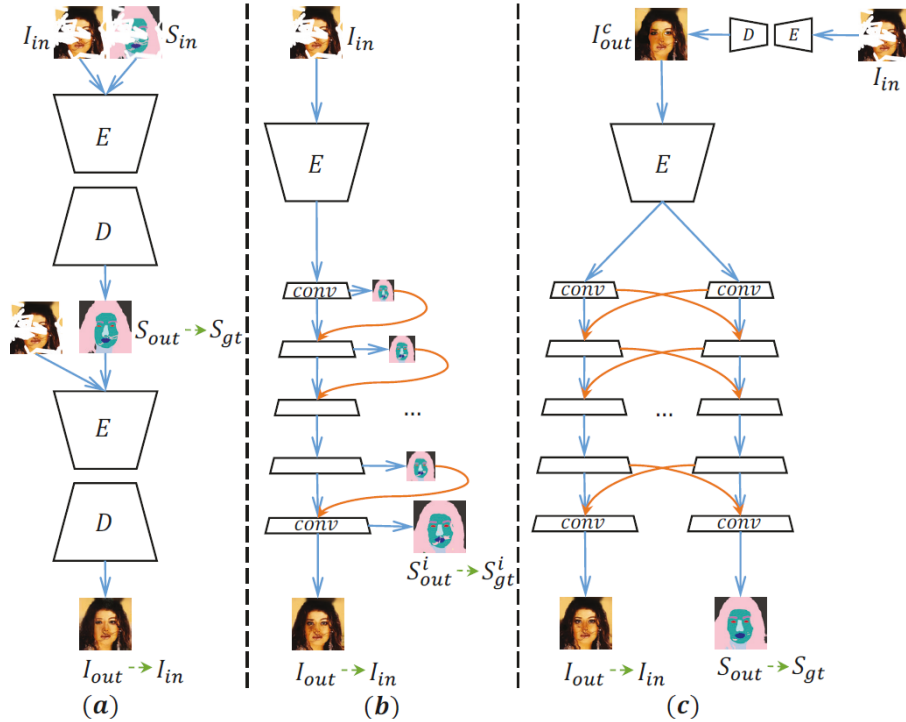 I_in S_in
E
D
S_out S_gt
E
D
I_out I_in
(a)
I_in
E
conv
...
conv
S^i_out S^i_gt
I_out I_in
(b)
I^c_out D E
I_in
E
conv conv
...
conv conv
I_out I_in S_out S_gt
(c)